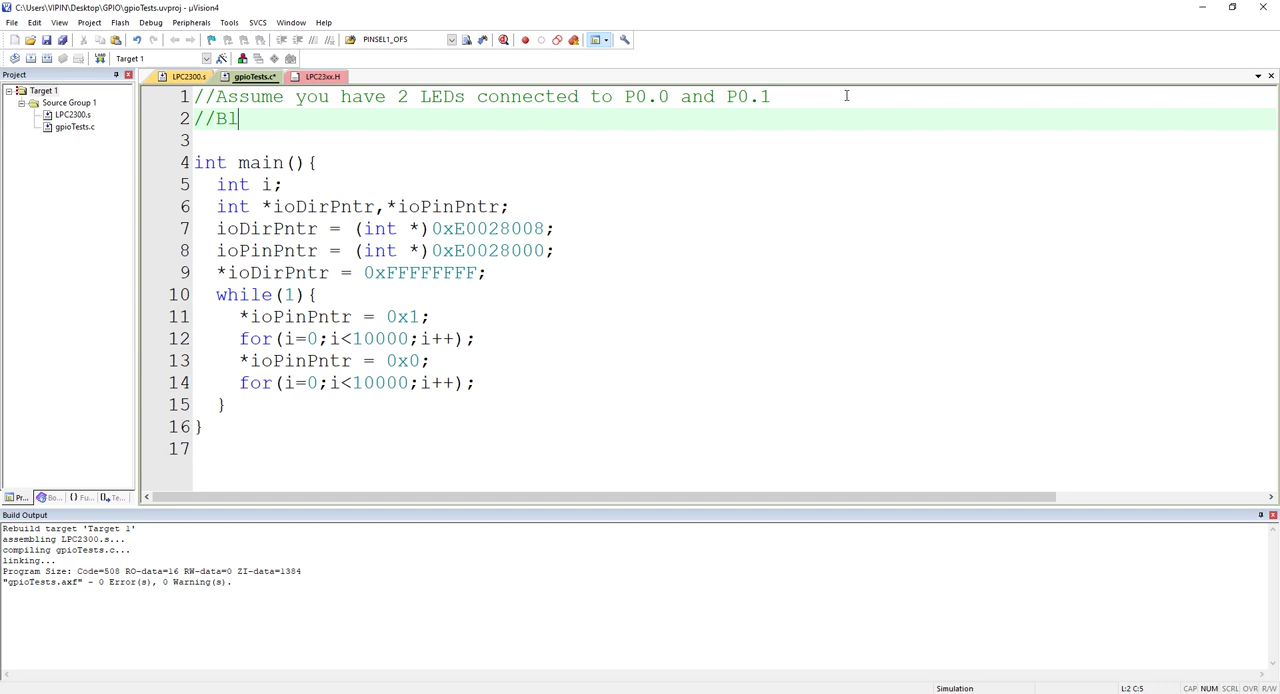 C:\Users\VIPIN\Desktop\GPIO\gpioTests.uvproj - µVision4
File Edit View Project Flash Debug Peripherals Tools SVCS Window Help
PINSEL1_OFS
Target 1
Project
LPC2300.s gpioTests.c* LPC23xx.H
Target 1
Source Group 1
LPC2300.s
gpioTests.c
1 //Assume you have 2 LEDs connected to P0.0 and P0.1
2 //Bl
3
4 int main(){
5 int i;
6 int *ioDirPntr,*ioPinPntr;
7 ioDirPntr = (int *)0xE0028008;
8 ioPinPntr = (int *)0xE0028000;
9 *ioDirPntr = 0xFFFFFFFF;
10 while(1){
11 *ioPinPntr = 0x1;
12 for(i=0;i<10000;i++);
13 *ioPinPntr = 0x0;
14 for(i=0;i<10000;i++);
15 }
16 }
17
Pr... Bo... {} Fu... Te...
Build Output
Rebuild target 'Target 1'
assembling LPC2300.s...
compiling gpioTests.c...
linking...
Program Size: Code=508 RO-data=16 RW-data=0 ZI-data=1384
"gpioTests.axf" - 0 Error(s), 0 Warning(s).
Simulation L:2 C:5 CAP NUM SCRL OVR R/W